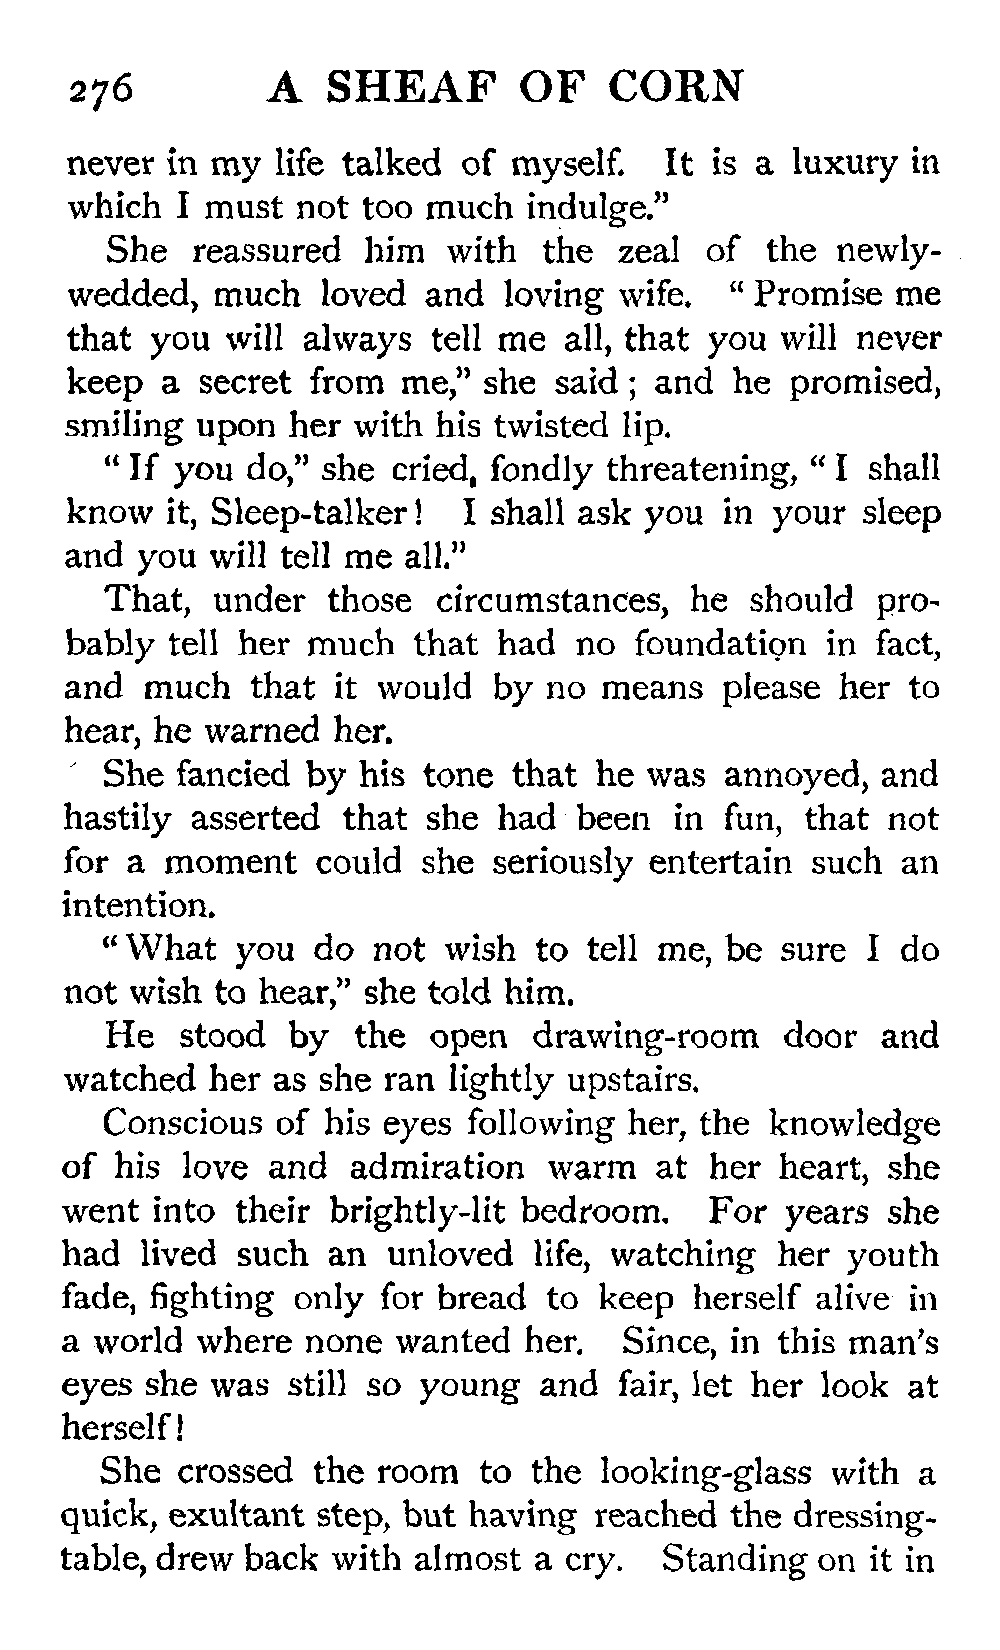 276 A SHEAF OF CORN
never in my life talked of myself. It is a luxury in
which I must not too much indulge."
She reassured him with the zeal of the newly-
wedded, much loved and loving wife. "Promise me
that you will always tell me all, that you will never
keep a secret from me," she said; and he promised,
smiling upon her with his twisted lip.
"If you do," she cried, fondly threatening, "I shall
know it, Sleep-talker! I shall ask you in your sleep
and you will tell me all."
That, under those circumstances, he should pro-
bably tell her much that had no foundation in fact,
and much that it would by no means please her to
hear, he warned her.
She fancied by his tone that he was annoyed, and
hastily asserted that she had been in fun, that not
for a moment could she seriously entertain such an
intention.
"What you do not wish to tell me, be sure I do
not wish to hear," she told him.
He stood by the open drawing-room door and
watched her as she ran lightly upstairs.
Conscious of his eyes following her, the knowledge
of his love and admiration warm at her heart, she
went into their brightly-lit bedroom. For years she
had lived such an unloved life, watching her youth
fade, fighting only for bread to keep herself alive in
a world where none wanted her. Since, in this man's
eyes she was still so young and fair, let her look at
herself!
She crossed the room to the looking-glass with a
quick, exultant step, but having reached the dressing-
table, drew back with almost a cry. Standing on it in